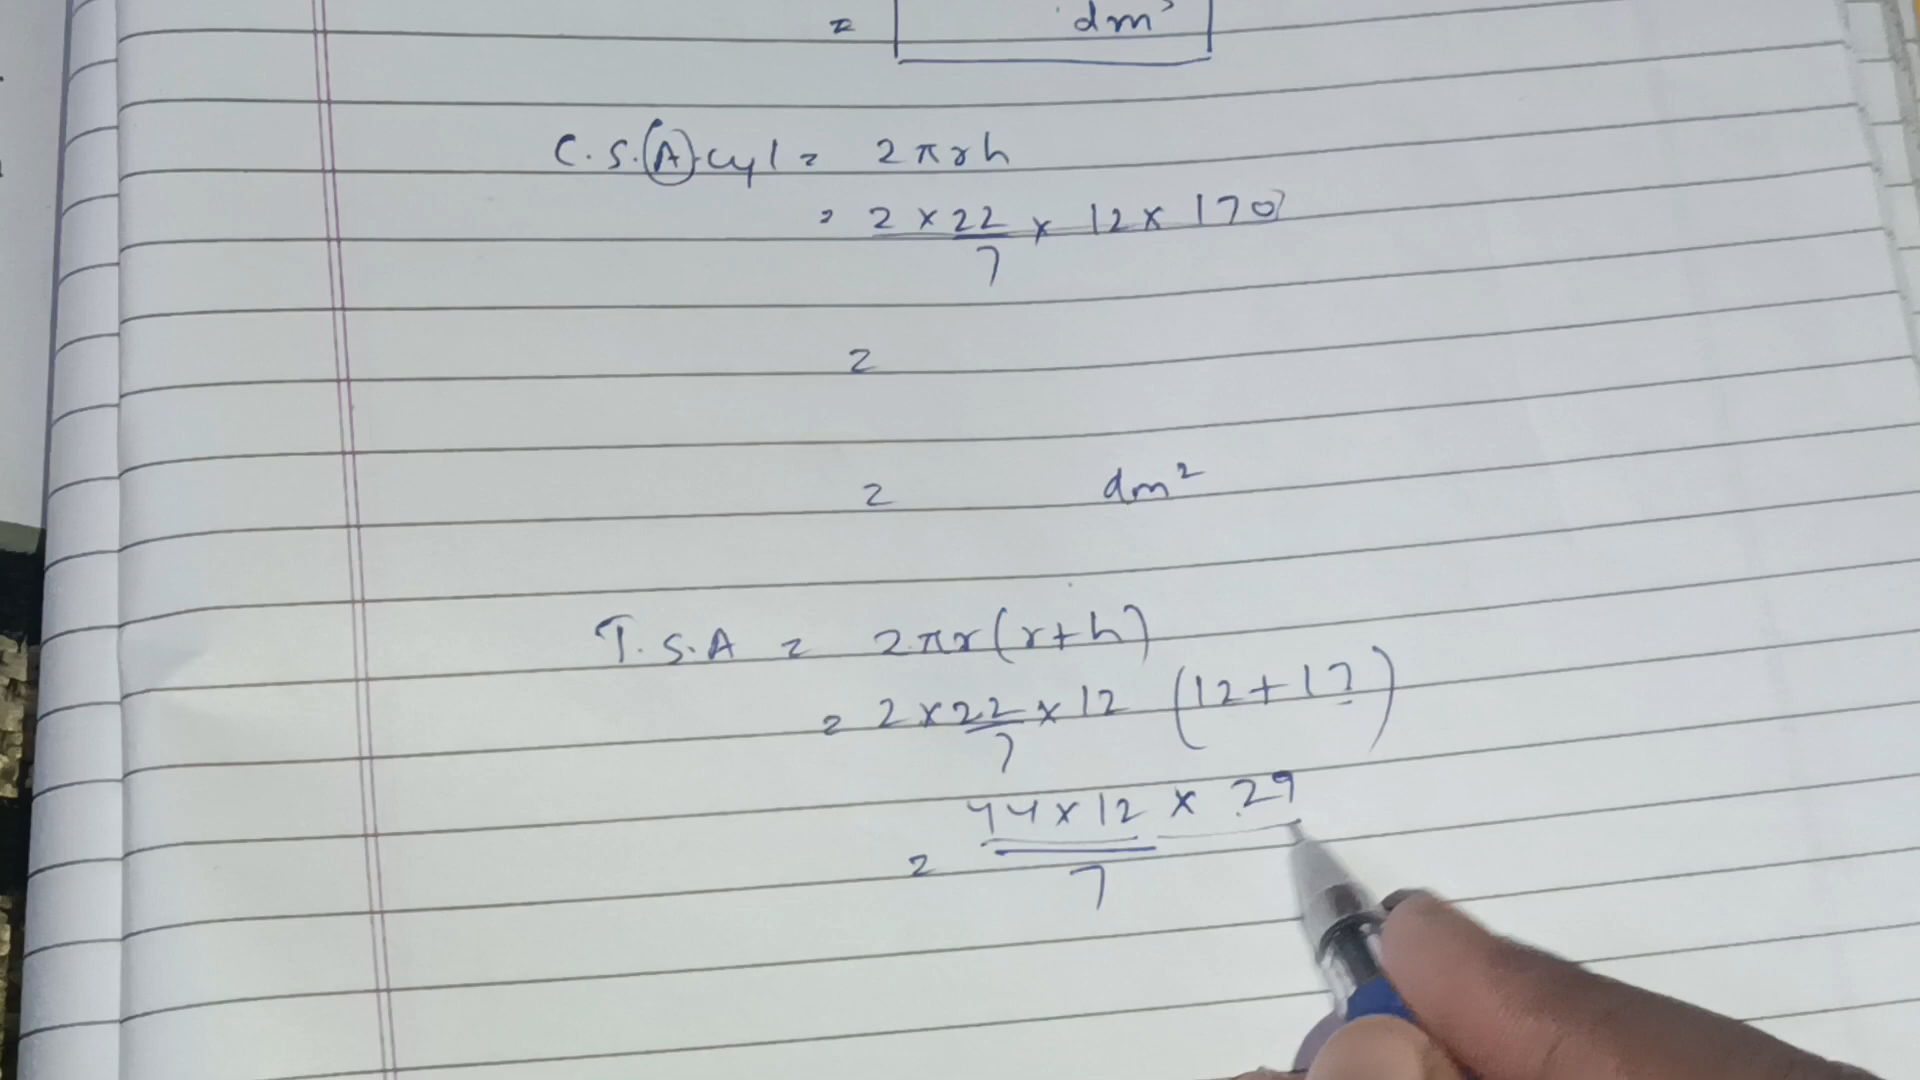 = dm³
C.S.(A).cyl = 2πrh
= 2 × 22/7 × 12 × 170
=
= dm²
T.S.A = 2πr(r+h)
= 2 × 22/7 × 12 (12+17)
= 44×12 × 29/7